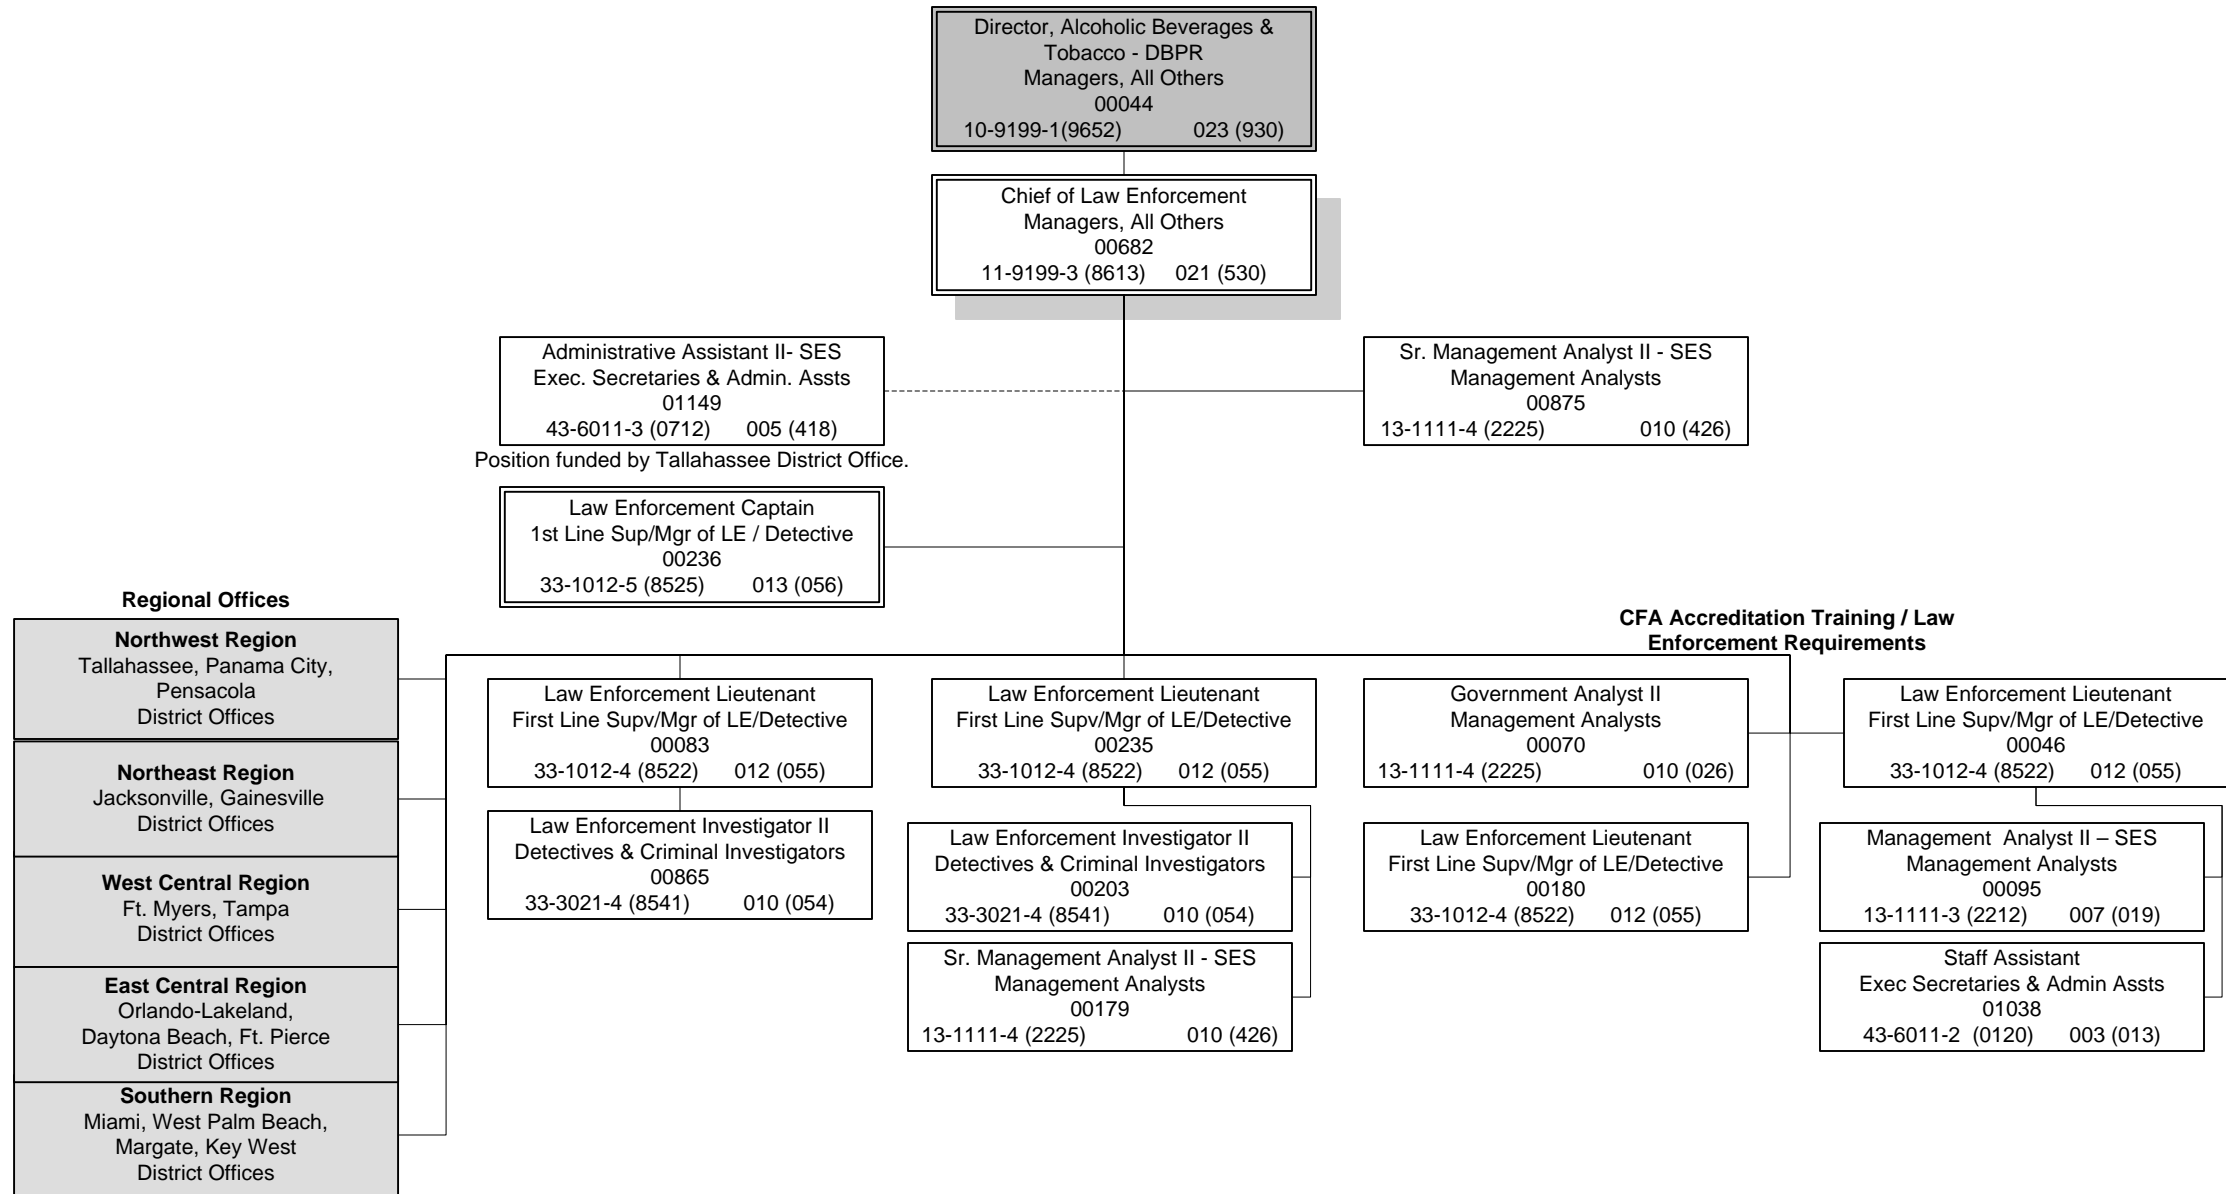 Director, Alcoholic Beverages &
Tobacco - DBPR
Managers, All Others
00044
10-9199-1(9652) 023 (930)
Chief of Law Enforcement
Managers, All Others
00682
11-9199-3 (8613) 021 (530)
Administrative Assistant II- SES
Exec. Secretaries & Admin. Assts
01149
43-6011-3 (0712) 005 (418)
Position funded by Tallahassee District Office.
Sr. Management Analyst II - SES
Management Analysts
00875
13-1111-4 (2225) 010 (426)
Law Enforcement Captain
1st Line Sup/Mgr of LE / Detective
00236
33-1012-5 (8525) 013 (056)
Regional Offices
Northwest Region
Tallahassee, Panama City,
Pensacola
District Offices
Northeast Region
Jacksonville, Gainesville
District Offices
West Central Region
Ft. Myers, Tampa
District Offices
East Central Region
Orlando-Lakeland,
Daytona Beach, Ft. Pierce
District Offices
Southern Region
Miami, West Palm Beach,
Margate, Key West
District Offices
Law Enforcement Lieutenant
First Line Supv/Mgr of LE/Detective
00083
33-1012-4 (8522) 012 (055)
Law Enforcement Investigator II
Detectives & Criminal Investigators
00865
33-3021-4 (8541) 010 (054)
Law Enforcement Lieutenant
First Line Supv/Mgr of LE/Detective
00235
33-1012-4 (8522) 012 (055)
Law Enforcement Investigator II
Detectives & Criminal Investigators
00203
33-3021-4 (8541) 010 (054)
Sr. Management Analyst II - SES
Management Analysts
00179
13-1111-4 (2225) 010 (426)
CFA Accreditation Training / Law
Enforcement Requirements
Government Analyst II
Management Analysts
00070
13-1111-4 (2225) 010 (026)
Law Enforcement Lieutenant
First Line Supv/Mgr of LE/Detective
00180
33-1012-4 (8522) 012 (055)
Law Enforcement Lieutenant
First Line Supv/Mgr of LE/Detective
00046
33-1012-4 (8522) 012 (055)
Management Analyst II – SES
Management Analysts
00095
13-1111-3 (2212) 007 (019)
Staff Assistant
Exec Secretaries & Admin Assts
01038
43-6011-2 (0120) 003 (013)